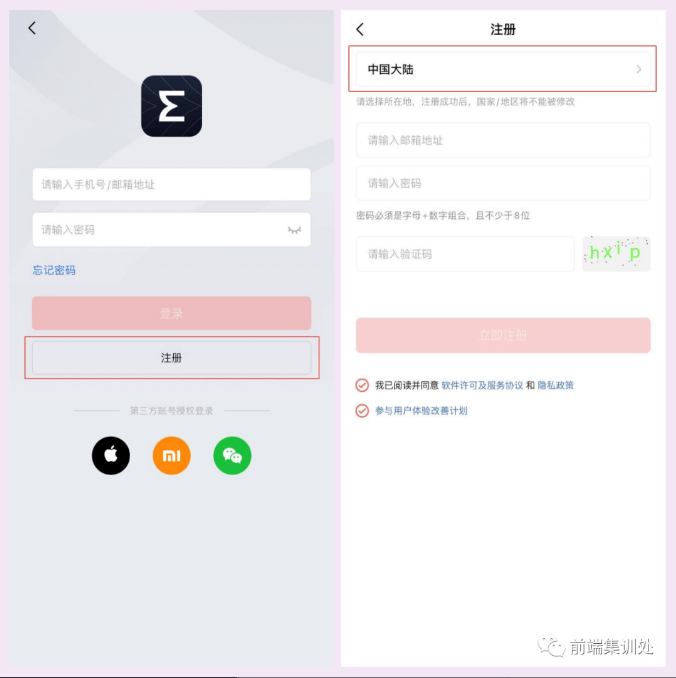 请输入手机号/邮箱地址
请输入密码
忘记密码
登录
注册
第三方账号授权登录
注册
中国大陆
请选择所在地，注册成功后，国家/地区将不能被修改
请输入邮箱地址
请输入密码
密码必须是字母+数字组合，且不少于8位
请输入验证码
hxip
立即注册
我已阅读并同意 软件许可及服务协议 和 隐私政策
参与用户体验改善计划
前端集训处